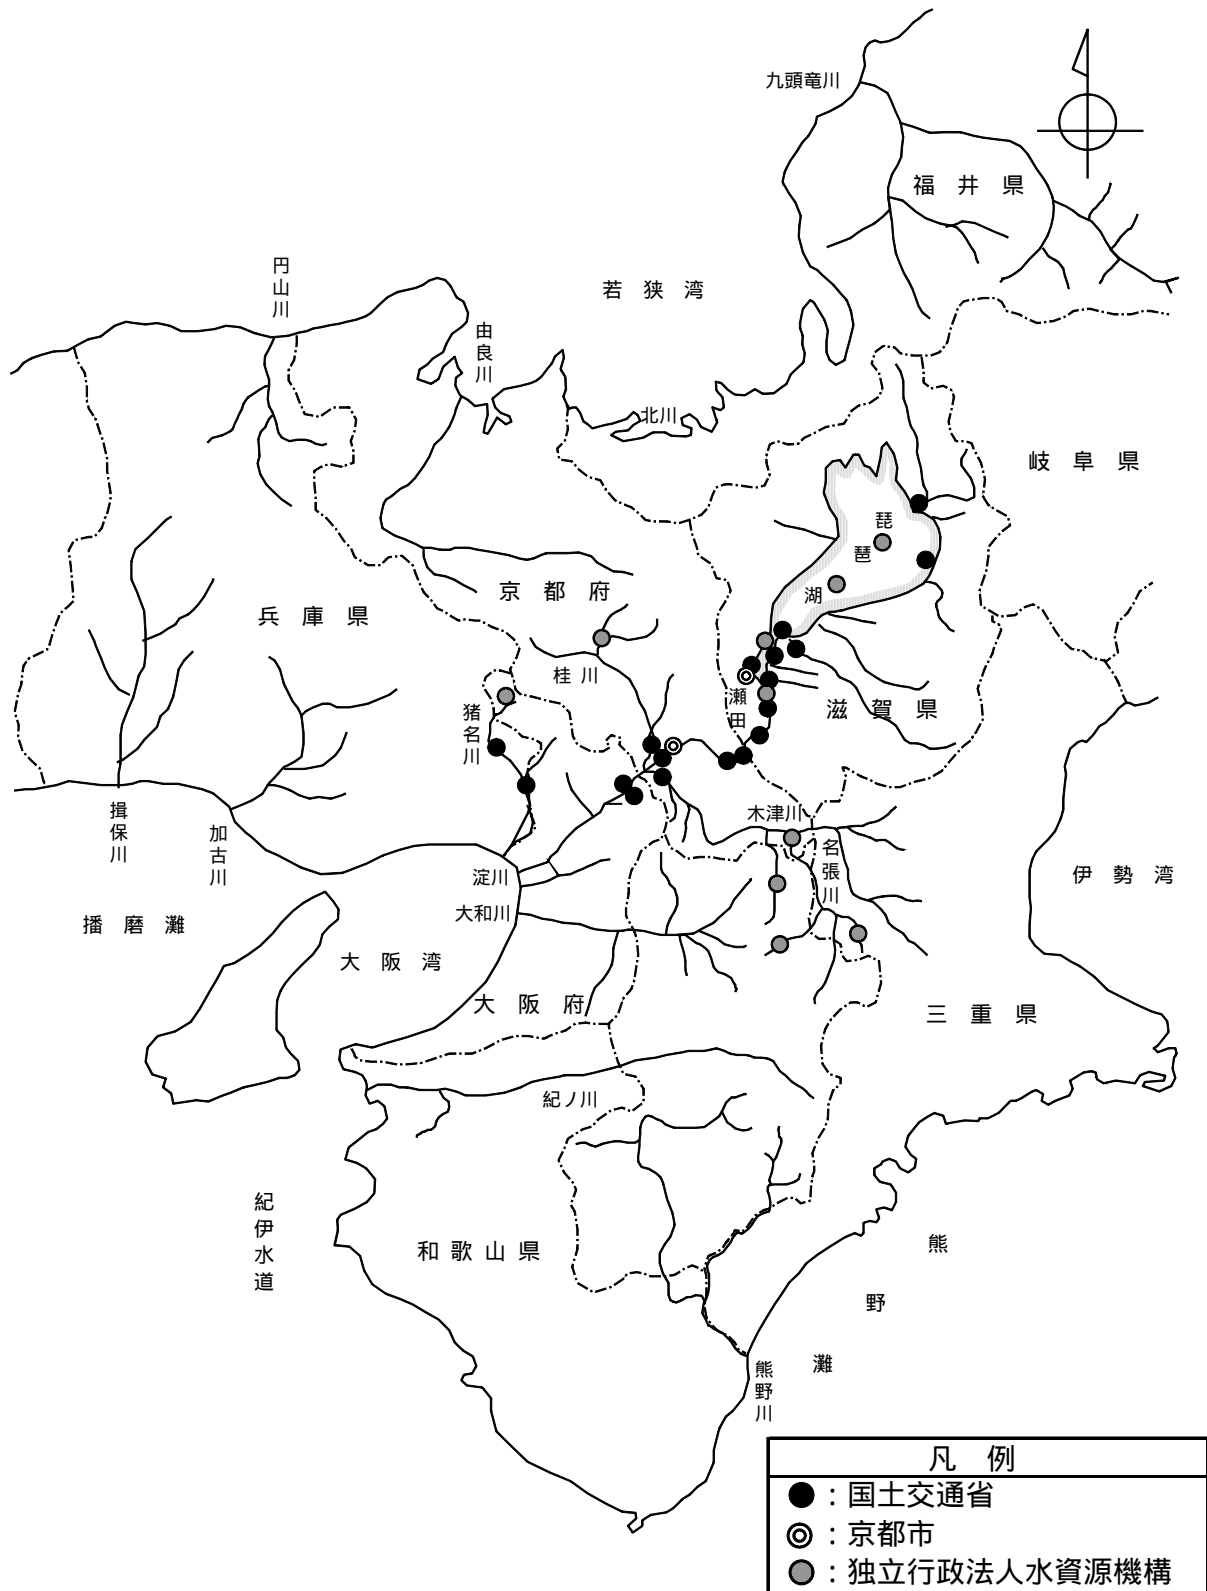 九頭竜川
福井県
円山川
若狭湾
由良川
北川
岐阜県
琵琶湖
京都府
兵庫県
桂川
瀬田
滋賀県
猪名川
木津川
揖保川
加古川
名張川
伊勢湾
淀川
大和川
播磨灘
大阪湾
大阪府
三重県
紀ノ川
紀伊水道
和歌山県
熊野灘
熊野川
凡例
●：国土交通省
◎：京都市
●：独立行政法人水資源機構